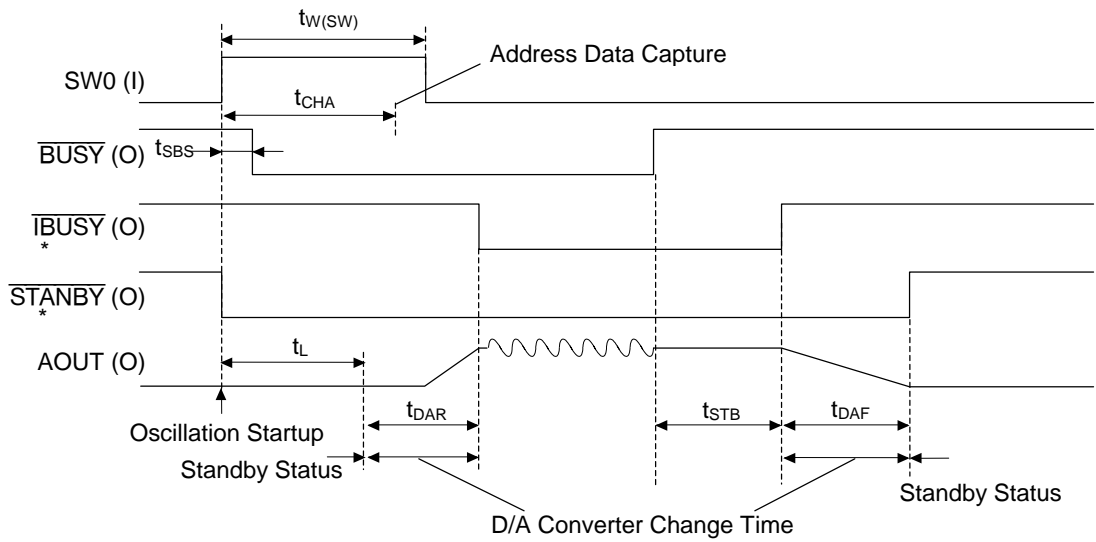 tW(SW)
Address Data Capture
SW0 (I)
tCHA
BUSY (O)
tSBS
IBUSY (O)
*
STANBY (O)
*
AOUT (O)
tL
tDAR
tSTB
tDAF
Oscillation Startup
Standby Status
Standby Status
D/A Converter Change Time